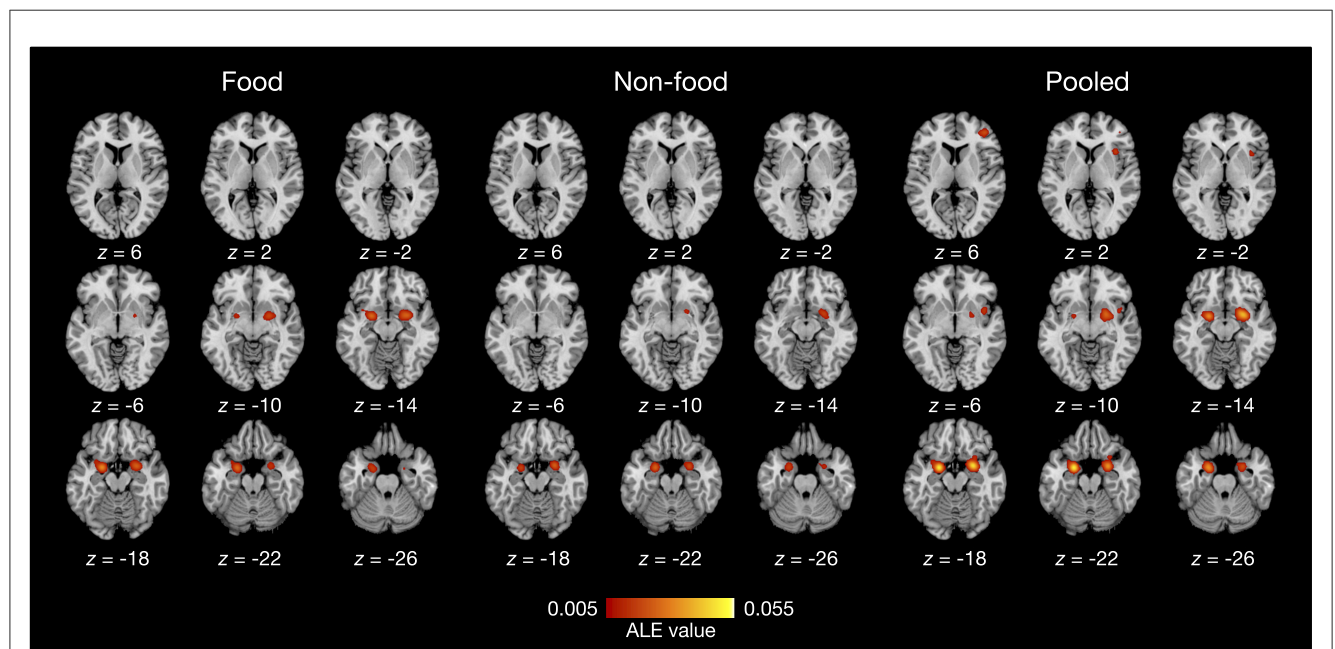 Food Non-food Pooled
z = 6 z = 2 z = -2 z = 6 z = 2 z = -2 z = 6 z = 2 z = -2
z = -6 z = -10 z = -14 z = -6 z = -10 z = -14 z = -6 z = -10 z = -14
z = -18 z = -22 z = -26 z = -18 z = -22 z = -26 z = -18 z = -22 z = -26
0.005 0.055
ALE value